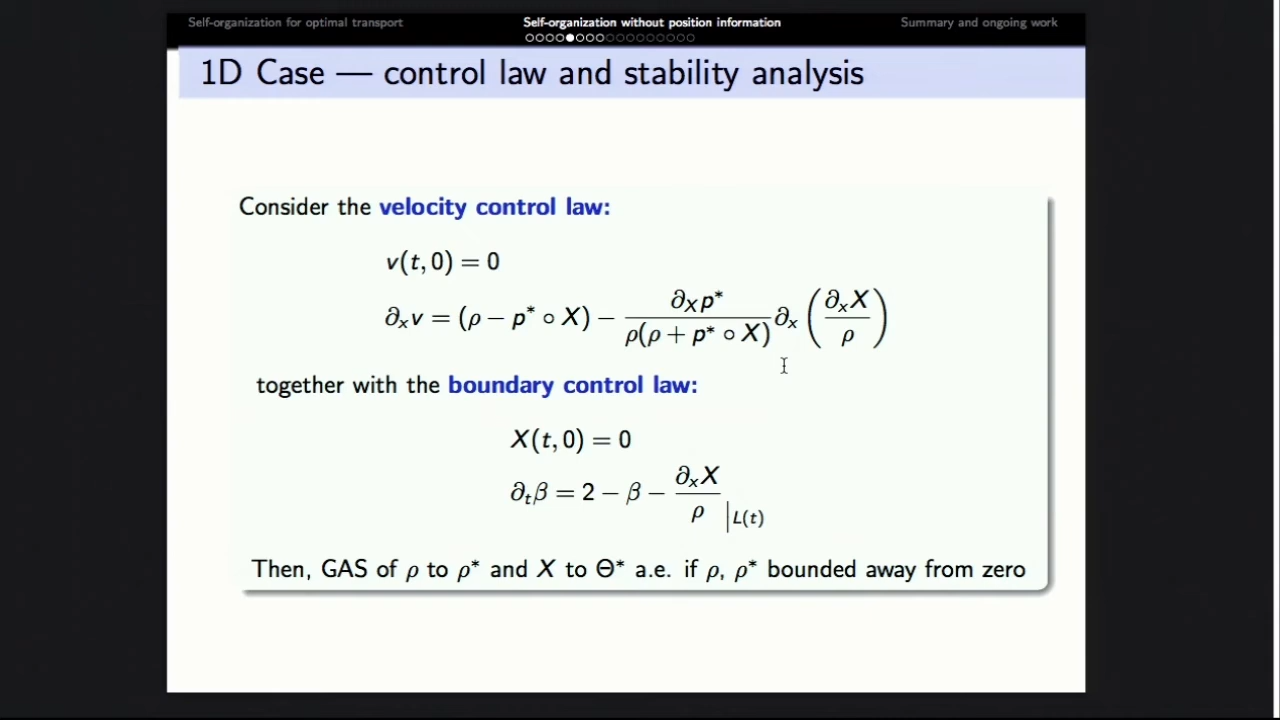 Self-organization for optimal transport Self-organization without position information Summary and ongoing work
1D Case — control law and stability analysis
Consider the velocity control law:
v(t, 0) = 0
∂ₓv = (ρ − p* ∘ X) − ∂_X p* / ρ(ρ + p* ∘ X) ∂ₓ (∂ₓX / ρ)
together with the boundary control law:
X(t, 0) = 0
∂ₜβ = 2 − β − ∂ₓX / ρ |L(t)
Then, GAS of ρ to ρ* and X to Θ* a.e. if ρ, ρ* bounded away from zero